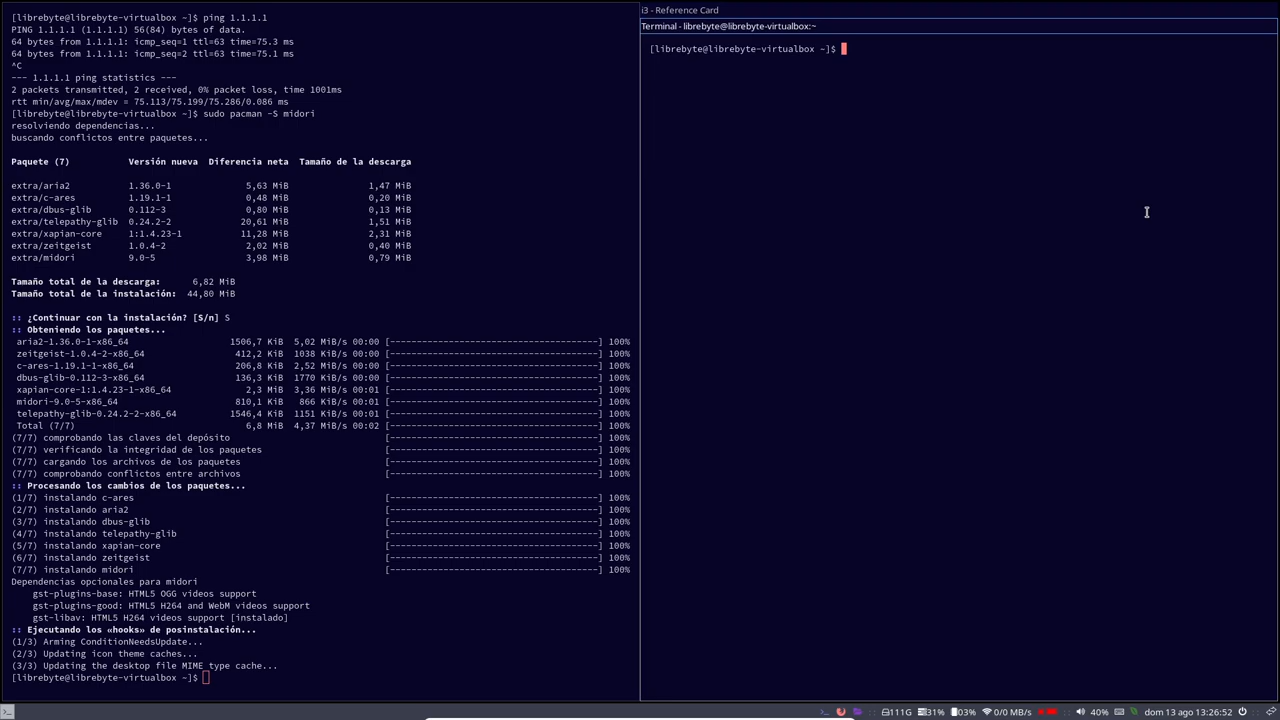 [librebyte@librebyte-virtualbox ~]$ ping 1.1.1.1
PING 1.1.1.1 (1.1.1.1) 56(84) bytes of data.
64 bytes from 1.1.1.1: icmp_seq=1 ttl=63 time=75.3 ms
64 bytes from 1.1.1.1: icmp_seq=2 ttl=63 time=75.1 ms
^C
--- 1.1.1.1 ping statistics ---
2 packets transmitted, 2 received, 0% packet loss, time 1001ms
rtt min/avg/max/mdev = 75.113/75.199/75.286/0.086 ms
[librebyte@librebyte-virtualbox ~]$ sudo pacman -S midori
resolviendo dependencias...
buscando conflictos entre paquetes...
Paquete (7) Versión nueva Diferencia neta Tamaño de la descarga
extra/aria2 1.36.0-1 5,63 MiB 1,47 MiB
extra/c-ares 1.19.1-1 0,48 MiB 0,20 MiB
extra/dbus-glib 0.112-3 0,80 MiB 0,13 MiB
extra/telepathy-glib 0.24.2-2 20,61 MiB 1,51 MiB
extra/xapian-core 1:1.4.23-1 11,28 MiB 2,31 MiB
extra/zeitgeist 1.0.4-2 2,02 MiB 0,40 MiB
extra/midori 9.0-5 3,98 MiB 0,79 MiB
Tamaño total de la descarga: 6,82 MiB
Tamaño total de la instalación: 44,80 MiB
:: ¿Continuar con la instalación? [S/n] S
:: Obteniendo los paquetes...
aria2-1.36.0-1-x86_64 1506,7 KiB 5,02 MiB/s 00:00 [----------------------------------------] 100%
zeitgeist-1.0.4-2-x86_64 412,2 KiB 1038 KiB/s 00:00 [----------------------------------------] 100%
c-ares-1.19.1-1-x86_64 206,8 KiB 2,52 MiB/s 00:00 [----------------------------------------] 100%
dbus-glib-0.112-3-x86_64 136,3 KiB 1770 KiB/s 00:00 [----------------------------------------] 100%
xapian-core-1:1.4.23-1-x86_64 2,3 MiB 3,36 MiB/s 00:01 [----------------------------------------] 100%
midori-9.0-5-x86_64 810,1 KiB 866 KiB/s 00:01 [----------------------------------------] 100%
telepathy-glib-0.24.2-2-x86_64 1546,4 KiB 1151 KiB/s 00:01 [----------------------------------------] 100%
Total (7/7) 6,8 MiB 4,37 MiB/s 00:02 [----------------------------------------] 100%
(7/7) comprobando las claves del depósito [----------------------------------------] 100%
(7/7) verificando la integridad de los paquetes [----------------------------------------] 100%
(7/7) cargando los archivos de los paquetes [----------------------------------------] 100%
(7/7) comprobando conflictos entre archivos [----------------------------------------] 100%
:: Procesando los cambios de los paquetes...
(1/7) instalando c-ares [----------------------------------------] 100%
(2/7) instalando aria2 [----------------------------------------] 100%
(3/7) instalando dbus-glib [----------------------------------------] 100%
(4/7) instalando telepathy-glib [----------------------------------------] 100%
(5/7) instalando xapian-core [----------------------------------------] 100%
(6/7) instalando zeitgeist [----------------------------------------] 100%
(7/7) instalando midori [----------------------------------------] 100%
Dependencias opcionales para midori
gst-plugins-base: HTML5 OGG videos support
gst-plugins-good: HTML5 H264 and WebM videos support
gst-libav: HTML5 H264 videos support [instalado]
:: Ejecutando los «hooks» de posinstalación...
(1/3) Arming ConditionNeedsUpdate...
(2/3) Updating icon theme caches...
(3/3) Updating the desktop file MIME type cache...
[librebyte@librebyte-virtualbox ~]$
i3 - Reference Card
Terminal - librebyte@librebyte-virtualbox:~
[librebyte@librebyte-virtualbox ~]$
111G 31% 03% 0/0 MB/s 40% dom 13 ago 13:26:52